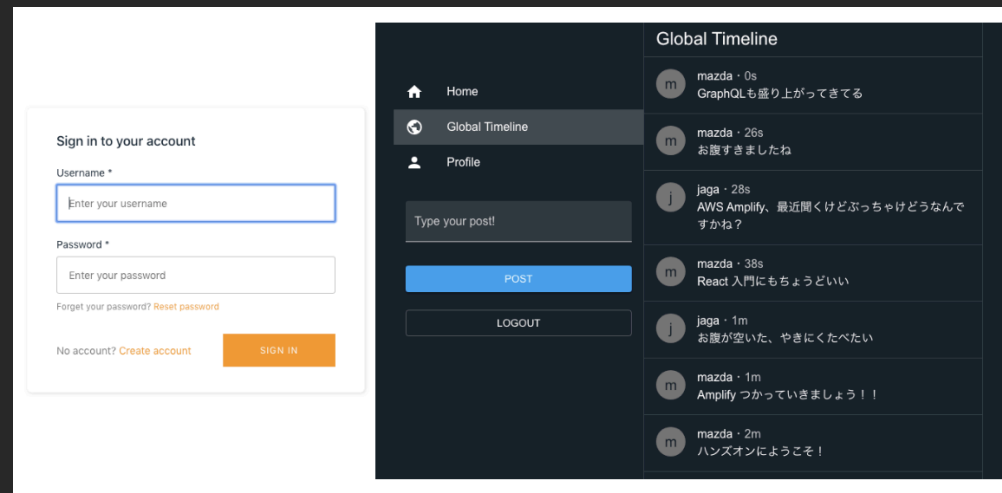 Sign in to your account
Username *
Enter your username
Password *
Enter your password
Forget your password? Reset password
No account? Create account
SIGN IN
Home
Global Timeline
Profile
Type your post!
POST
LOGOUT
Global Timeline
m
mazda・0s
GraphQLも盛り上がってきてる
m
mazda・26s
お腹すきましたね
j
jaga・28s
AWS Amplify、最近聞くけどぶっちゃけどうなんで
すかね？
m
mazda・38s
React 入門にもちょうどいい
j
jaga・1m
お腹が空いた、やきにくたべたい
m
mazda・1m
Amplify つかっていきましょう！！
m
mazda・2m
ハンズオンにようこそ！